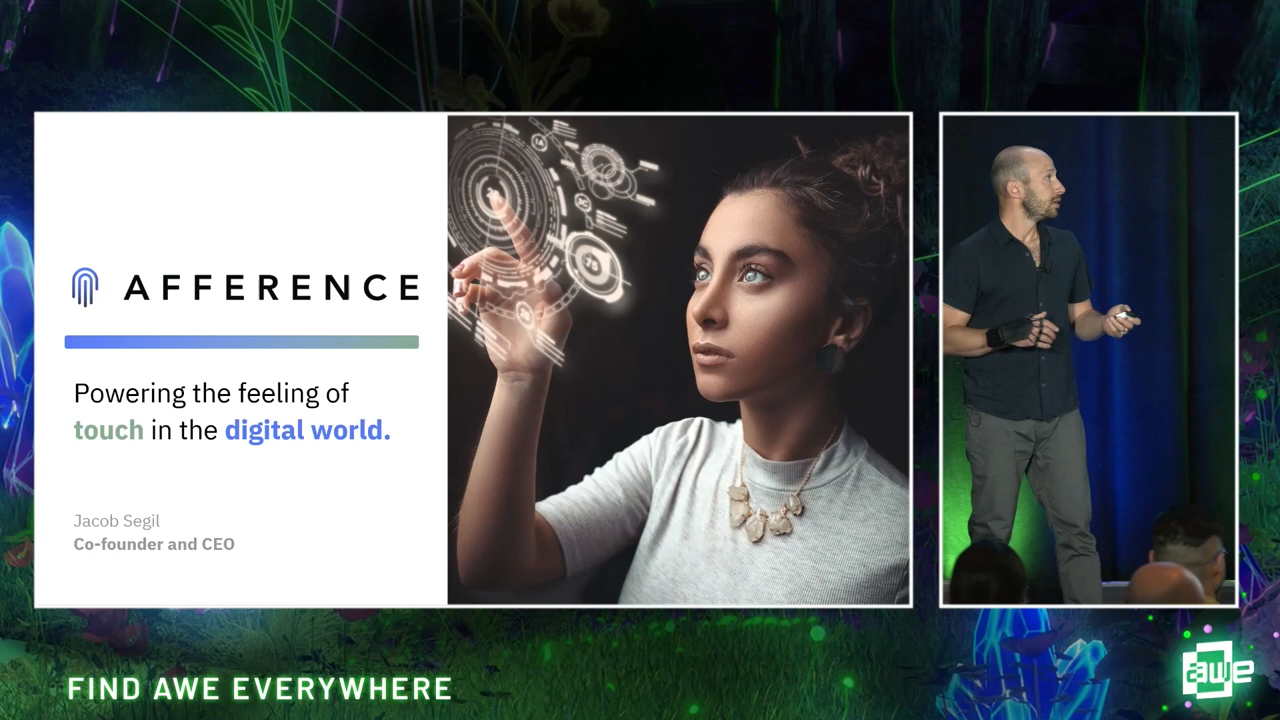 AFFERENCE
Powering the feeling of
touch in the digital world.
Jacob Segil
Co-founder and CEO
FIND AWE EVERYWHERE
awe